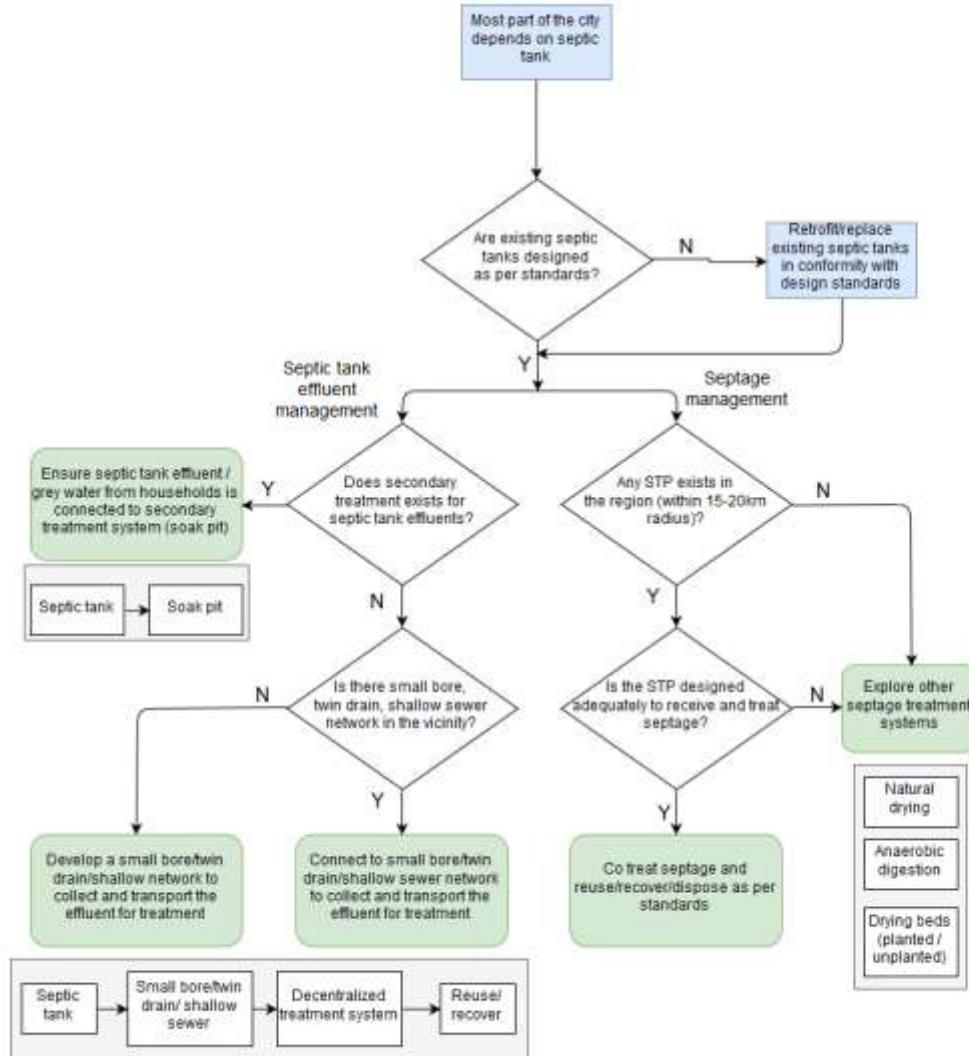 Most part of the city
depends on septic
tank
Are existing septic
tanks designed
as per standards?
N
Retrofit/replace
existing septic tanks
in conformity with
design standards
Y
Septic tank
effluent
management
Septage
management
Ensure septic tank effluent /
grey water from households is
connected to secondary
treatment system (soak pit)
Y
Does secondary
treatment exists for
septic tank effluents?
Any STP exists in
the region (within 15-20km
radius)?
N
Septic tank
Soak pit
N
Y
N
Is there small bore,
twin drain, shallow sewer
network in the vicinity?
Is the STP designed
adequately to receive and treat
septage?
N
Explore other
septage treatment
systems
Y
Y
Natural
drying
Anaerobic
digestion
Drying beds
(planted /
unplanted)
Develop a small bore/twin
drain/shallow network to
collect and transport the
effluent for treatment
Connect to small bore/twin
drain/shallow sewer network
to collect and transport the
effluent for treatment
Co treat septage and
reuse/recover/dispose as per
standards
Septic
tank
Small bore/twin
drain/ shallow
sewer
Decentralized
treatment system
Reuse/
recover